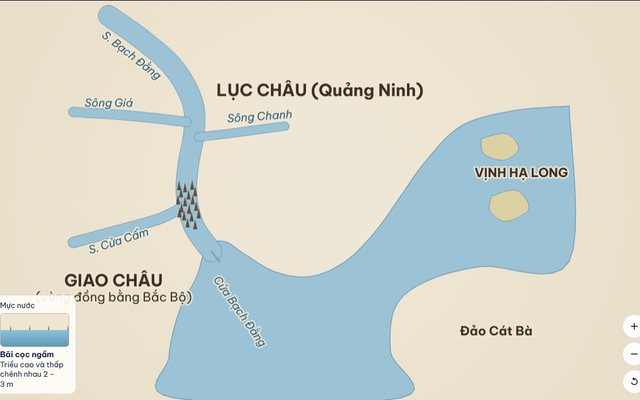 S. Bạch Đằng
LỤC CHÂU (Quảng Ninh)
Sông Giá
Sông Chanh
VỊNH HẠ LONG
S. Cửa Cấm
GIAO CHÂU
(vùng đồng bằng Bắc Bộ)
Cửa Bạch Đằng
Đảo Cát Bà
Mực nước
Bãi cọc ngầm
Triều cao và thấp
chênh nhau 2 –
3 m
+
−